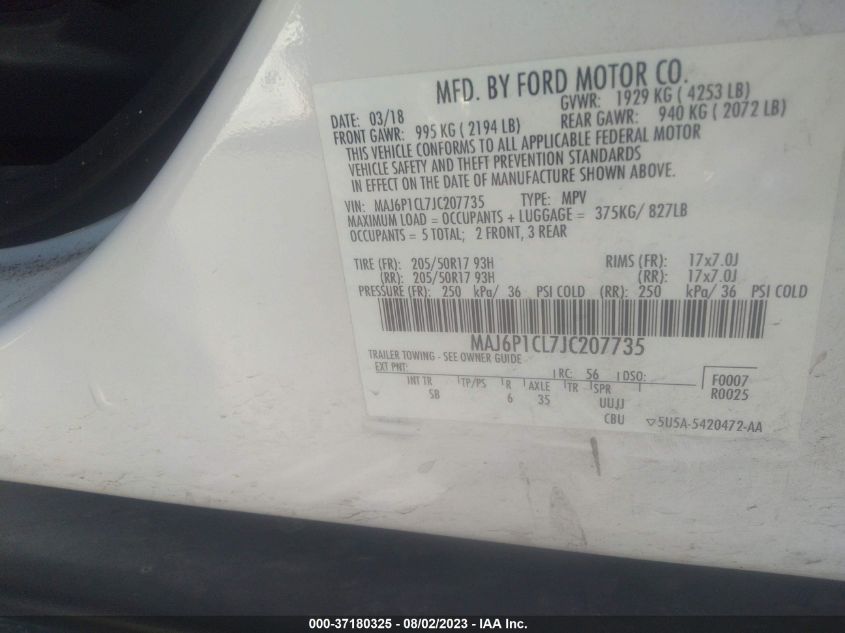 MFD. BY FORD MOTOR CO.
DATE: 03/18 GVWR: 1929 KG ( 4253 LB)
FRONT GAWR: 995 KG ( 2194 LB) REAR GAWR: 940 KG ( 2072 LB)
THIS VEHICLE CONFORMS TO ALL APPLICABLE FEDERAL MOTOR
VEHICLE SAFETY AND THEFT PREVENTION STANDARDS
IN EFFECT ON THE DATE OF MANUFACTURE SHOWN ABOVE.
VIN: MAJ6P1CL7JC207735 TYPE: MPV
MAXIMUM LOAD = OCCUPANTS + LUGGAGE = 375KG/ 827LB
OCCUPANTS = 5 TOTAL; 2 FRONT, 3 REAR
TIRE (FR): 205/50R17 93H RIMS (FR): 17x7.0J
(RR): 205/50R17 93H (RR): 17x7.0J
PRESSURE (FR): 250 kPa/ 36 PSI COLD (RR): 250 kPa/ 36 PSI COLD
MAJ6P1CL7JC207735
TRAILER TOWING - SEE OWNER GUIDE
EXT PNT: RC: 56 DSO: F0007
INT TR TP/PS R AXLE TR SPR R0025
SB 6 35 UUJJ
CBU ▽5U5A-5420472-AA
000-37180325 - 08/02/2023 - IAA Inc.